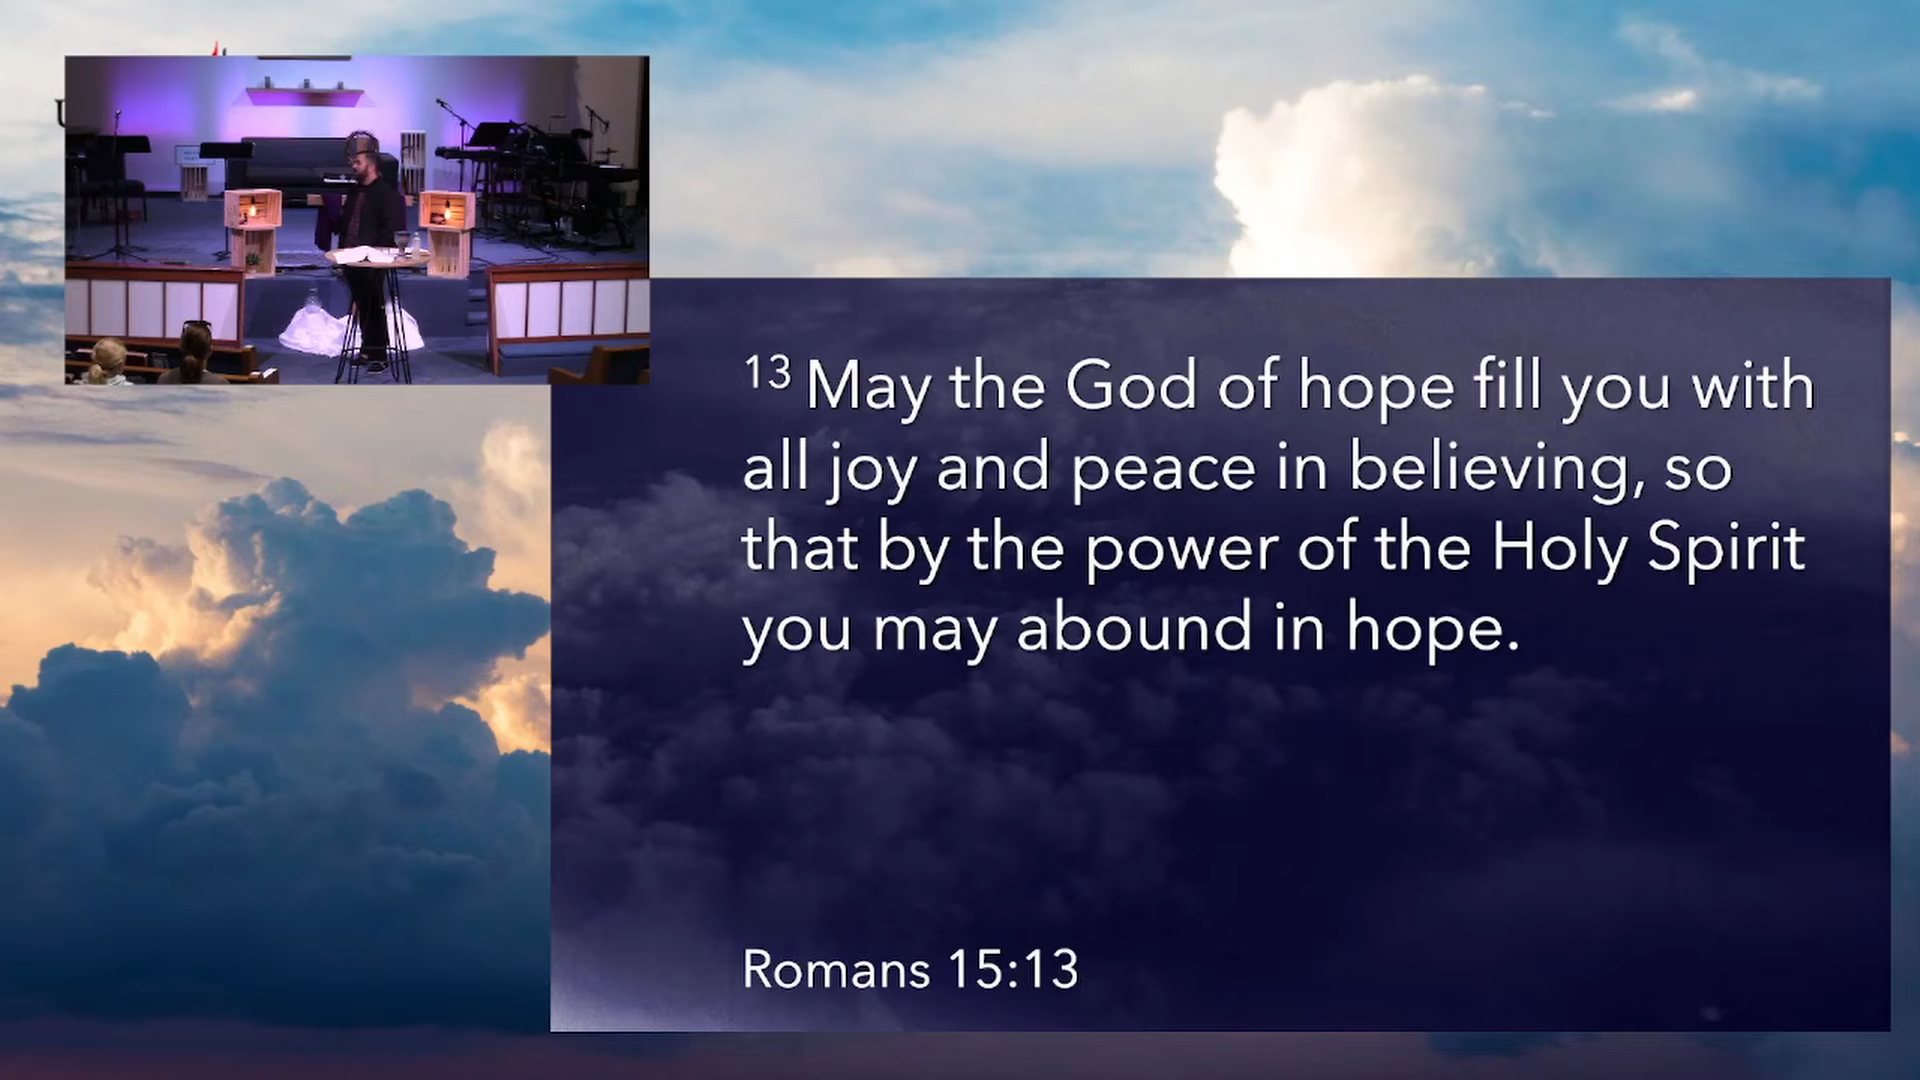 13 May the God of hope fill you with
all joy and peace in believing, so
that by the power of the Holy Spirit
you may abound in hope.
Romans 15:13